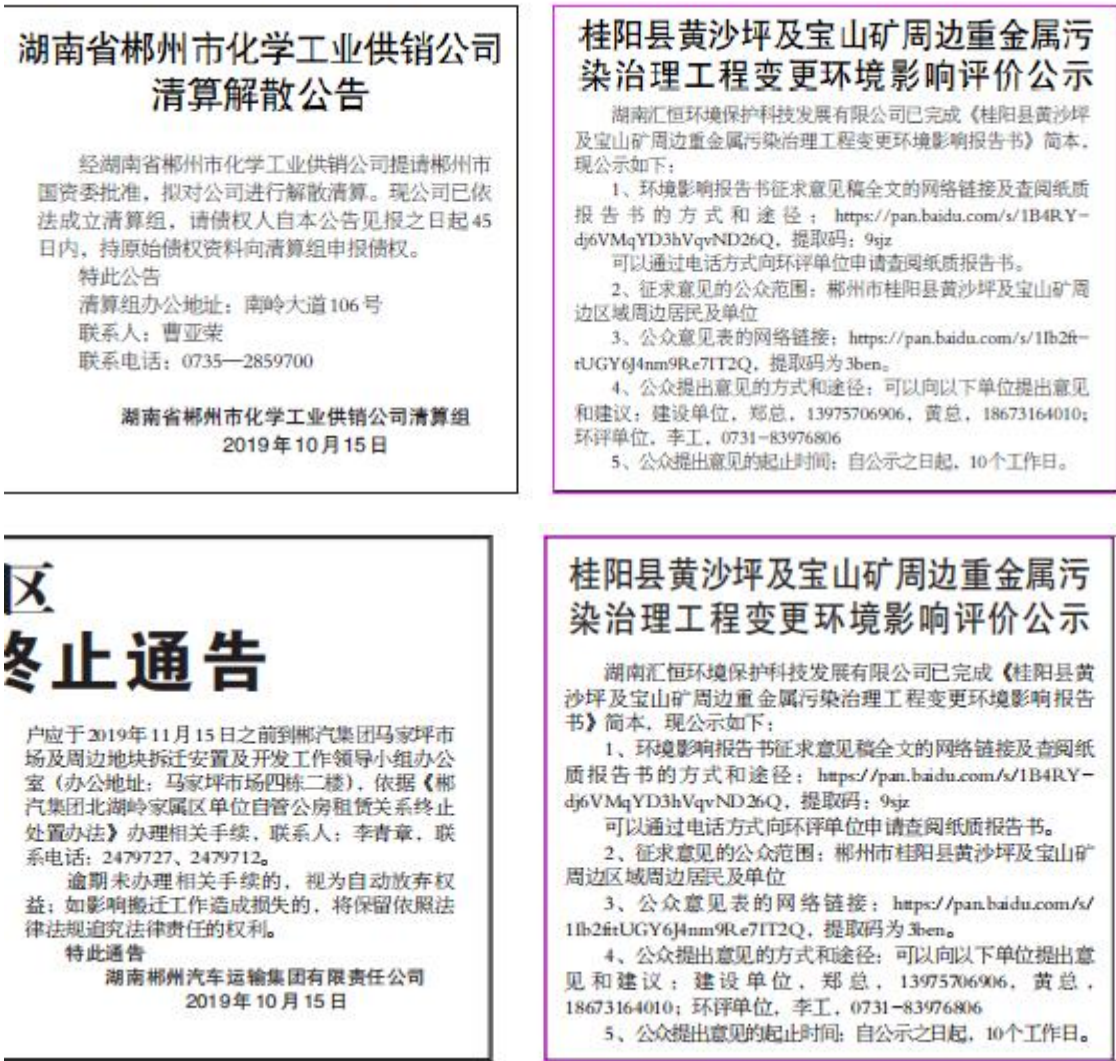 湖南省郴州市化学工业供销公司
清算解散公告
经湖南省郴州市化学工业供销公司提请郴州市
国资委批准，拟对公司进行解散清算。现公司已依
法成立清算组，请债权人自本公告见报之日起45
日内，持原始债权资料向清算组申报债权。
特此公告
清算组办公地址：南岭大道106号
联系人：曹亚荣
联系电话：0735—2859700
湖南省郴州市化学工业供销公司清算组
2019年10月15日
桂阳县黄沙坪及宝山矿周边重金属污
染治理工程变更环境影响评价公示
湖南汇恒环境保护科技发展有限公司已完成《桂阳县黄沙坪
及宝山矿周边重金属污染治理工程变更环境影响报告书》简本，
现公示如下：
1、环境影响报告书征求意见稿全文的网络链接及查阅纸质
报告书的方式和途径：https://pan.baidu.com/s/1B4RY-
dj6VMqYD3hVqvND26Q，提取码：9sjz
可以通过电话方式向环评单位申请查阅纸质报告书。
2、征求意见的公众范围：郴州市桂阳县黄沙坪及宝山矿周
边区域周边居民及单位
3、公众意见表的网络链接：https://pan.baidu.com/s/1Ib2ft-
tUGY6J4nm9Re7IT2Q，提取码为3ben。
4、公众提出意见的方式和途径：可以向以下单位提出意见
和建议：建设单位，郑总，13975706906，黄总，18673164010；
环评单位，李工，0731-83976806
5、公众提出意见的起止时间：自公示之日起，10个工作日。
区
终止通告
户应于2019年11月15日之前到郴汽集团马家坪市
场及周边地块拆迁安置及开发工作领导小组办公
室（办公地址：马家坪市场四栋二楼），依据《郴
汽集团北湖岭家属区单位自管公房租赁关系终止
处置办法》办理相关手续，联系人：李青章，联
系电话：2479727、2479712。
逾期未办理相关手续的，视为自动放弃权
益；如影响搬迁工作造成损失的，将保留依照法
律法规追究法律责任的权利。
特此通告
湖南郴州汽车运输集团有限责任公司
2019年10月15日
桂阳县黄沙坪及宝山矿周边重金属污
染治理工程变更环境影响评价公示
湖南汇恒环境保护科技发展有限公司已完成《桂阳县黄
沙坪及宝山矿周边重金属污染治理工程变更环境影响报告
书》简本，现公示如下：
1、环境影响报告书征求意见稿全文的网络链接及查阅纸
质报告书的方式和途径：https://pan.baidu.com/s/1B4RY-
dj6VMqYD3hVqvND26Q，提取码：9sjz
可以通过电话方式向环评单位申请查阅纸质报告书。
2、征求意见的公众范围：郴州市桂阳县黄沙坪及宝山矿
周边区域周边居民及单位
3、公众意见表的网络链接：https://pan.baidu.com/s/
1Ib2fttUGY6J4nm9Re7IT2Q，提取码为3ben。
4、公众提出意见的方式和途径：可以向以下单位提出意
见和建议：建设单位，郑总，13975706906，黄总，
18673164010；环评单位，李工，0731-83976806
5、公众提出意见的起止时间：自公示之日起，10个工作日。